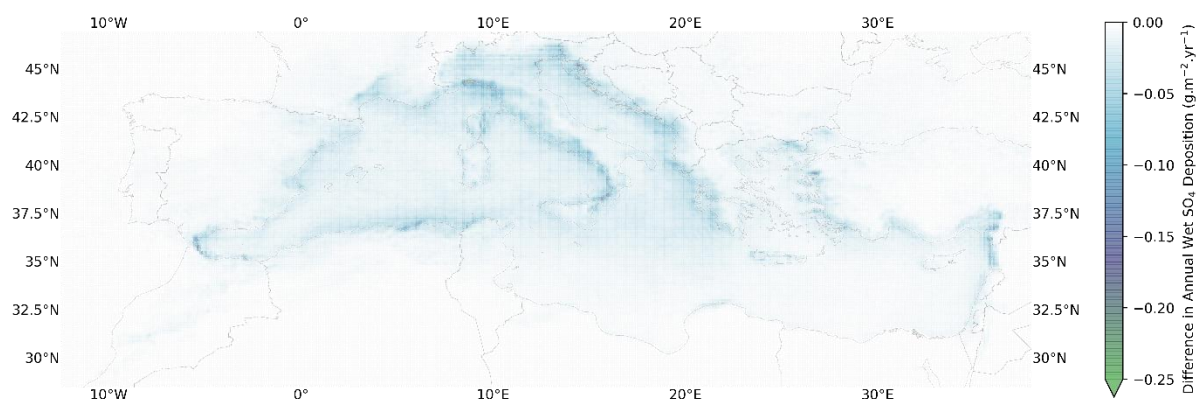 10°W 0° 10°E 20°E 30°E
45°N 45°N
42.5°N 42.5°N
40°N 40°N
37.5°N 37.5°N
35°N 35°N
32.5°N 32.5°N
30°N 30°N
10°W 0° 10°E 20°E 30°E
0.00
−0.05
−0.10
−0.15
−0.20
−0.25
Difference in Annual Wet SO₄ Deposition (g.m⁻².yr⁻¹)